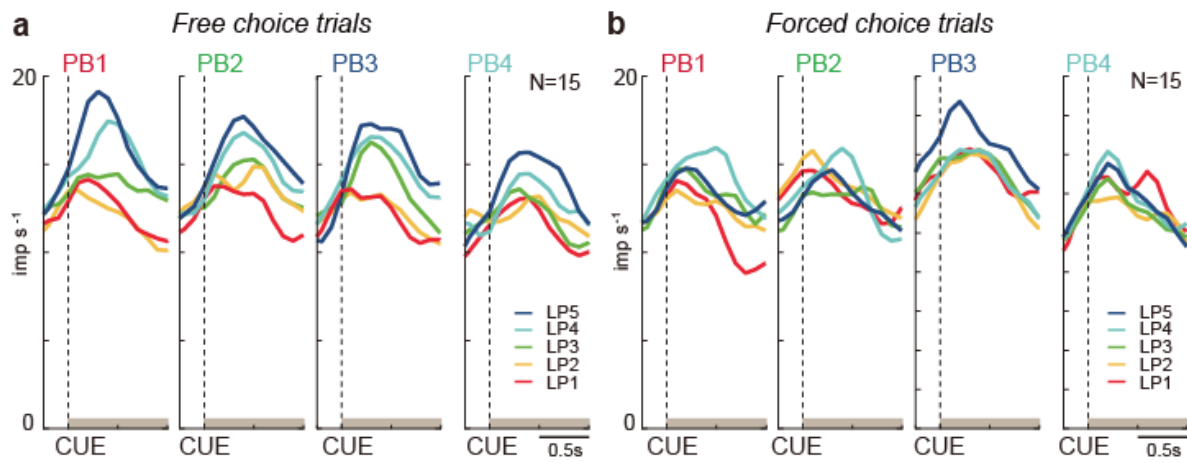 a Free choice trials b Forced choice trials
PB1 PB2 PB3 PB4 PB1 PB2 PB3 PB4
20 N=15 20 N=15
imp s⁻¹ imp s⁻¹
LP5 LP5
LP4 LP4
LP3 LP3
LP2 LP2
LP1 LP1
0 0
CUE CUE CUE CUE 0.5s CUE CUE CUE CUE 0.5s